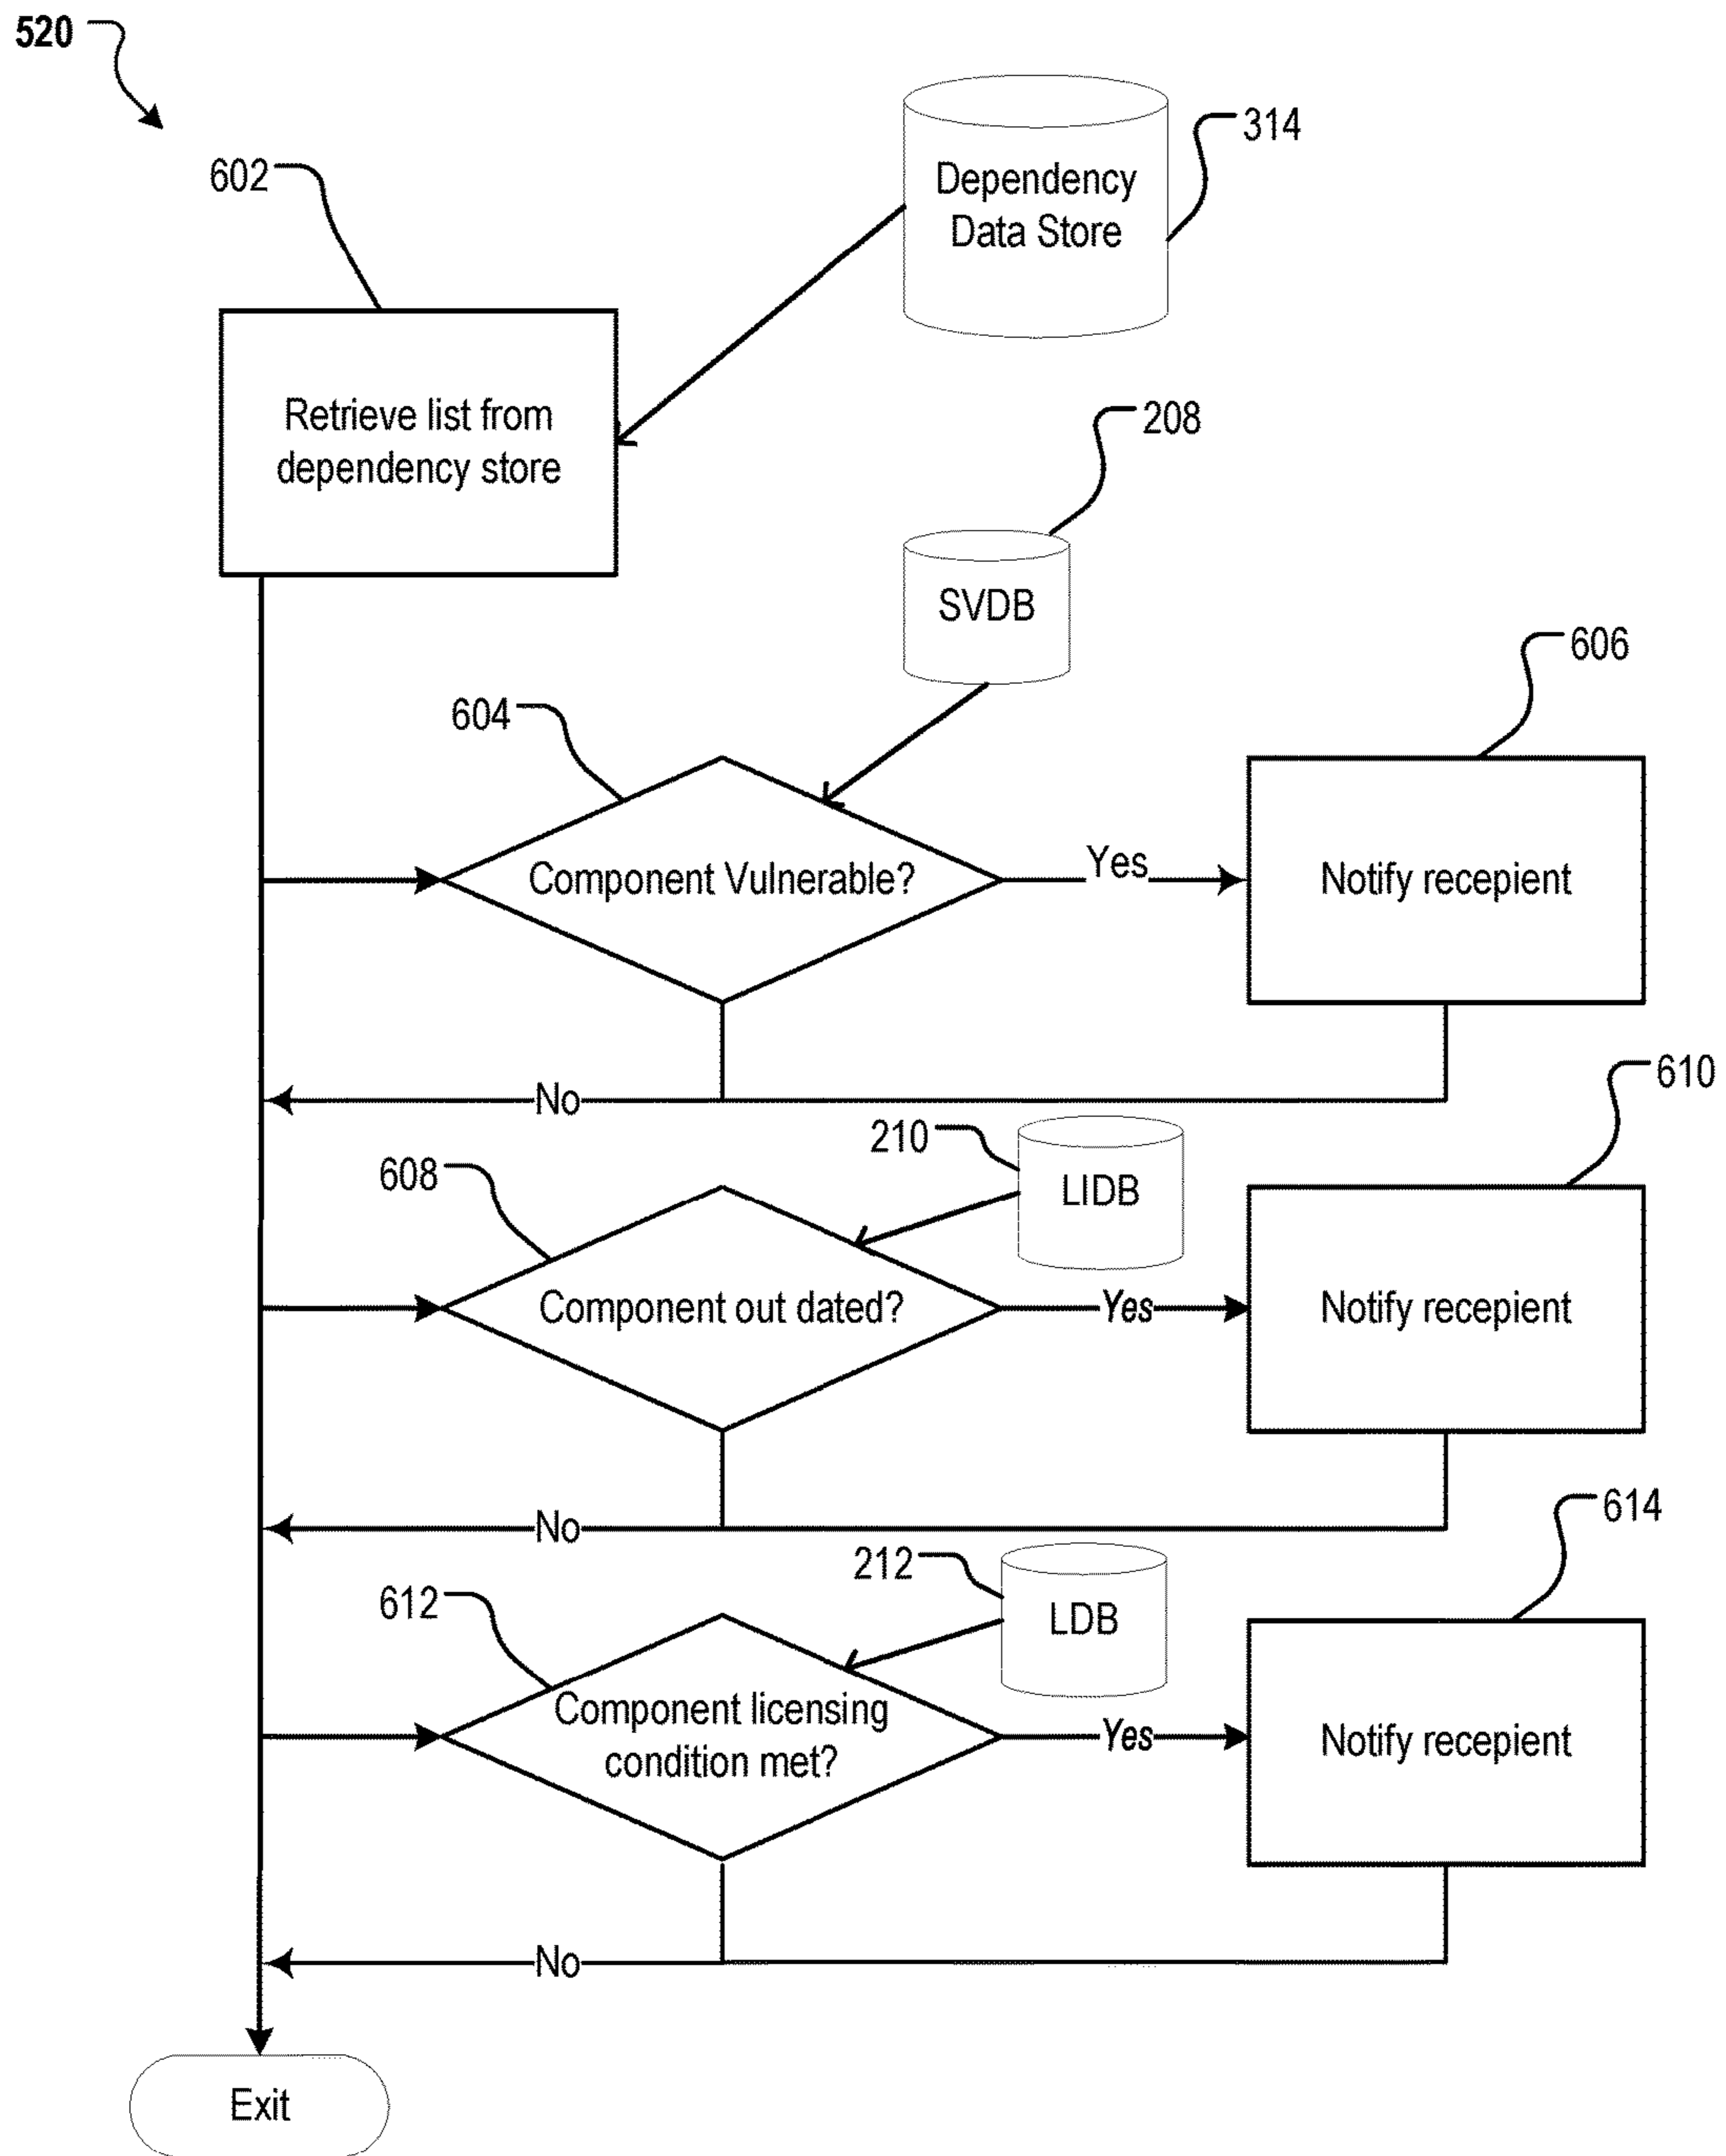 520
314
602
Dependency
Data Store
Retrieve list from
dependency store
208
SVDB
606
604
Component Vulnerable?
Yes
Notify recepient
No
610
210
608
LIDB
Component out dated?
Yes
Notify recepient
No
614
212
612
LDB
Component licensing
condition met?
Yes
Notify recepient
No
Exit